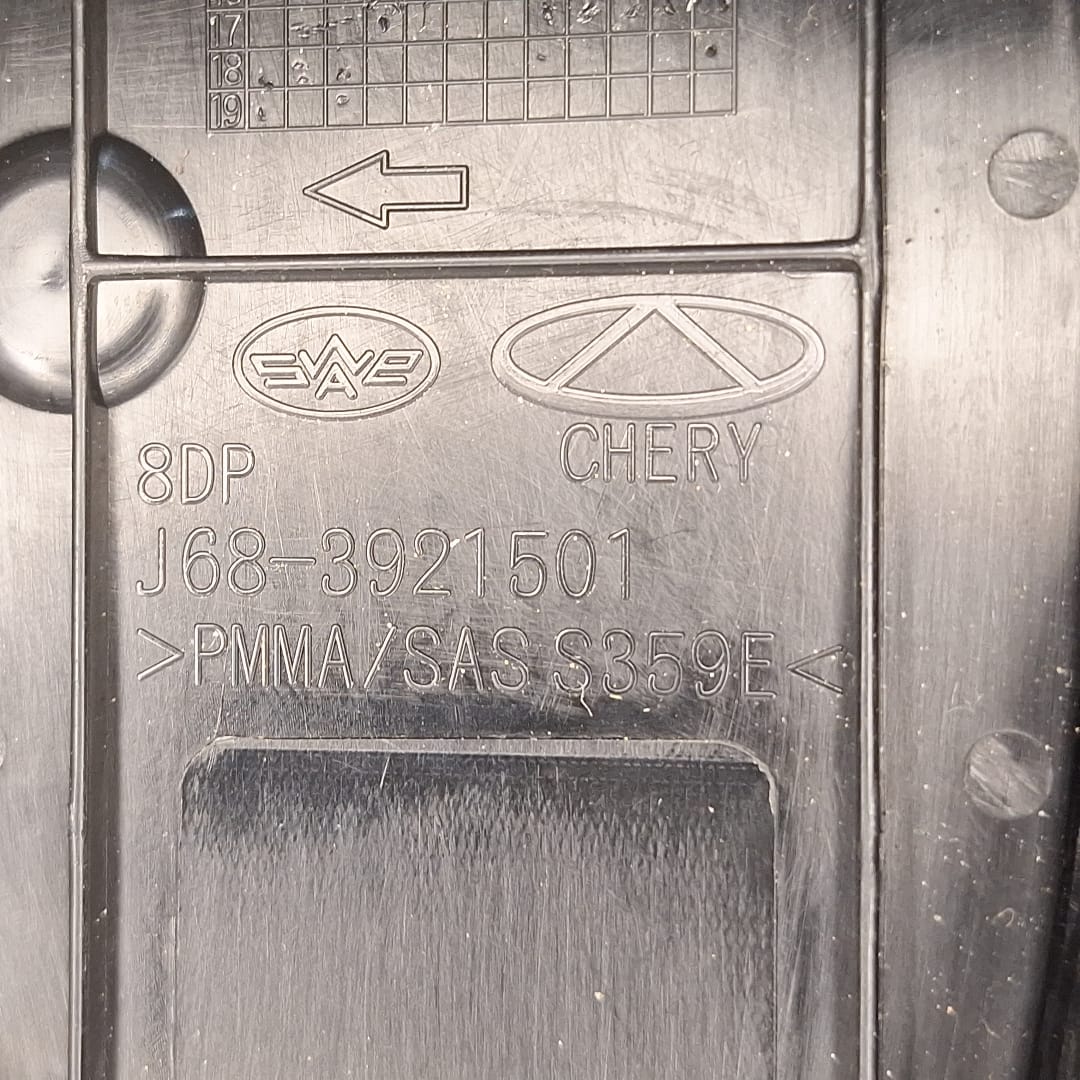 17
18
19
CHERY
8DP
J68-3921501
>PMMA/SAS S359E<